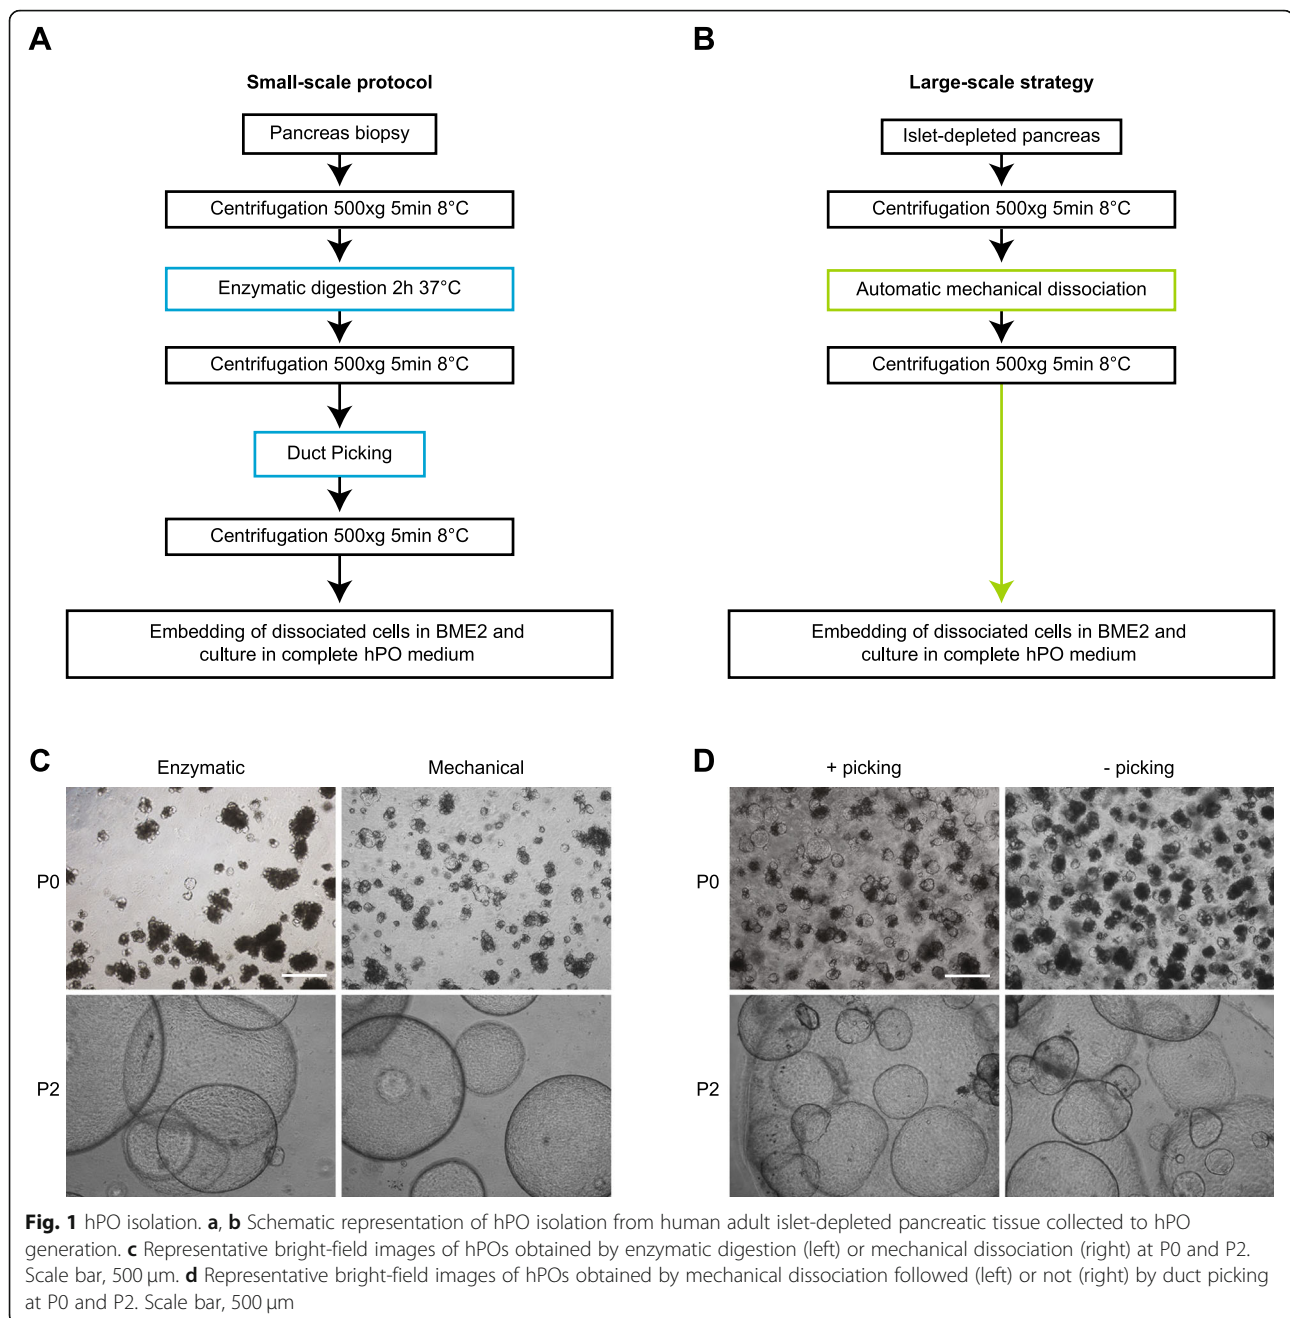 A
Small-scale protocol
Pancreas biopsy
Centrifugation 500xg 5min 8°C
Enzymatic digestion 2h 37°C
Centrifugation 500xg 5min 8°C
Duct Picking
Centrifugation 500xg 5min 8°C
Embedding of dissociated cells in BME2 and
culture in complete hPO medium
B
Large-scale strategy
Islet-depleted pancreas
Centrifugation 500xg 5min 8°C
Automatic mechanical dissociation
Centrifugation 500xg 5min 8°C
Embedding of dissociated cells in BME2 and
culture in complete hPO medium
C
Enzymatic
Mechanical
P0
P2
D
+ picking
- picking
P0
P2
Fig. 1 hPO isolation. a, b Schematic representation of hPO isolation from human adult islet-depleted pancreatic tissue collected to hPO
generation. c Representative bright-field images of hPOs obtained by enzymatic digestion (left) or mechanical dissociation (right) at P0 and P2.
Scale bar, 500 μm. d Representative bright-field images of hPOs obtained by mechanical dissociation followed (left) or not (right) by duct picking
at P0 and P2. Scale bar, 500 μm